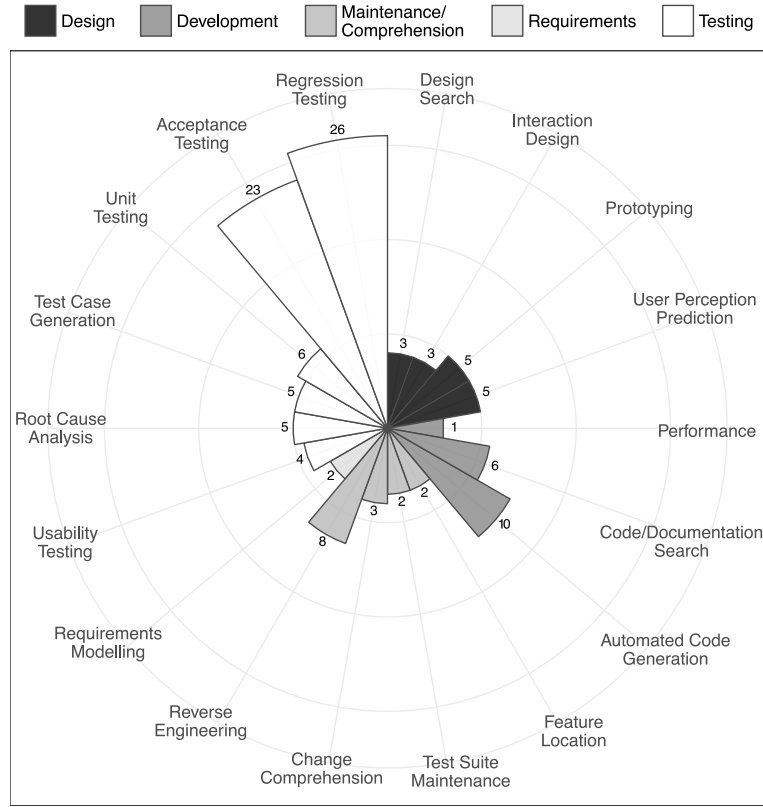 Design
Development
Maintenance/
Comprehension
Requirements
Testing
Regression
Testing
Design
Search
Acceptance
Testing
Interaction
Design
26
23
Unit
Testing
Prototyping
Test Case
Generation
User Perception
Prediction
3
3
6
5
5
5
Root Cause
Analysis
5
1
Performance
4
6
2
2
2
3
10
8
Usability
Testing
Code/Documentation
Search
Requirements
Modelling
Automated Code
Generation
Reverse
Engineering
Feature
Location
Change
Comprehension
Test Suite
Maintenance